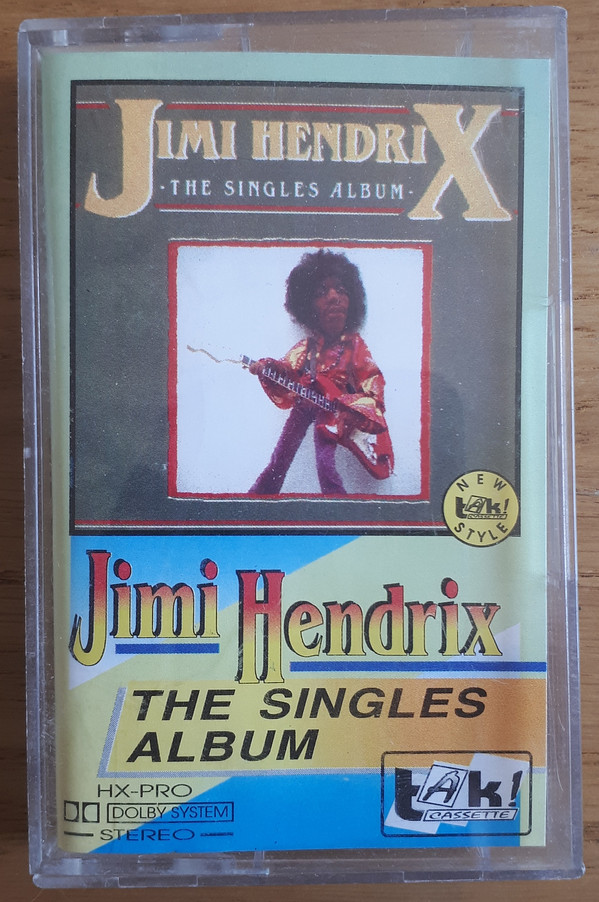 JIMI HENDRIX
·THE SINGLES ALBUM·
NEW
tAk!
CASSETTE
STYLE
Jimi Hendrix
THE SINGLES
ALBUM
HX-PRO
DOLBY SYSTEM
STEREO
tAk!
CASSETTE